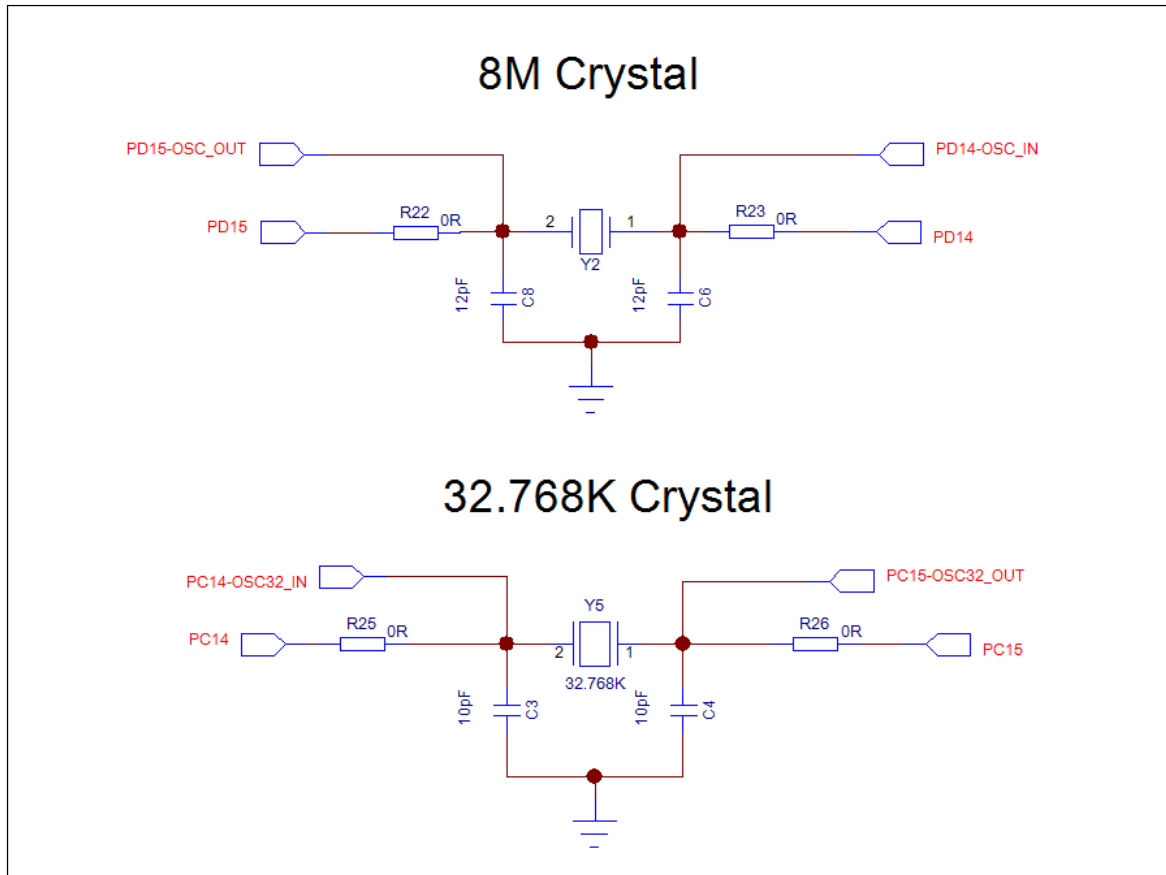 8M Crystal
PD15-OSC_OUT
PD14-OSC_IN
PD15
R22
0R
2
1
Y2
R23
0R
PD14
12pF
C8
12pF
C6
32.768K Crystal
PC14-OSC32_IN
PC15-OSC32_OUT
PC14
R25
0R
Y5
2
1
32.768K
R26
0R
PC15
10pF
C3
10pF
C4